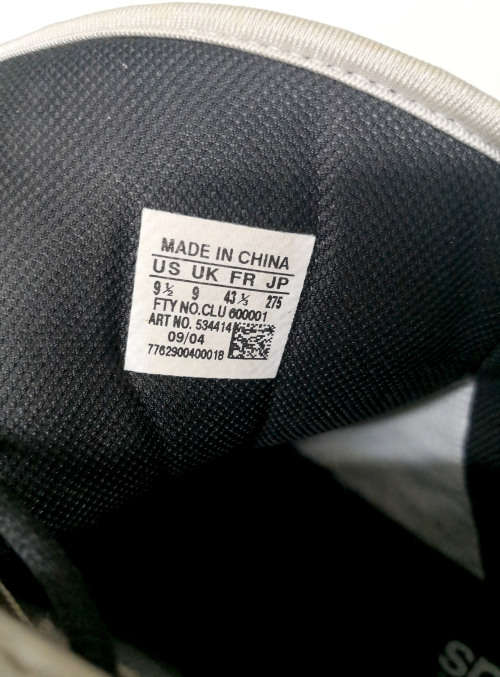 MADE IN CHINA
US UK FR JP
9½ 9 43⅓ 275
FTY NO.CLU 600001
ART NO. 534414
09/04
7762900400018